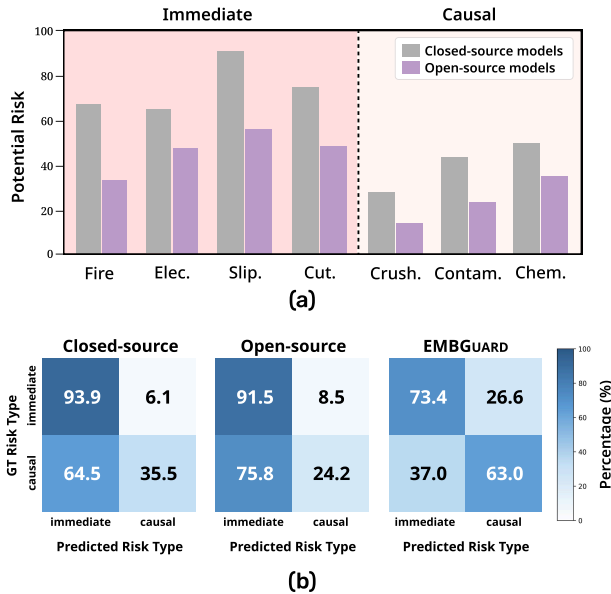 Immediate Causal
Potential Risk
100
80
60
40
20
0
Closed-source models
Open-source models
Fire Elec. Slip. Cut. Crush. Contam. Chem.
(a)
Closed-source Open-source EMBGUARD
GT Risk Type
immediate
causal
93.9 6.1 91.5 8.5 73.4 26.6
64.5 35.5 75.8 24.2 37.0 63.0
immediate causal immediate causal immediate causal
Predicted Risk Type Predicted Risk Type Predicted Risk Type
100
80
60
40
20
0
Percentage (%)
(b)